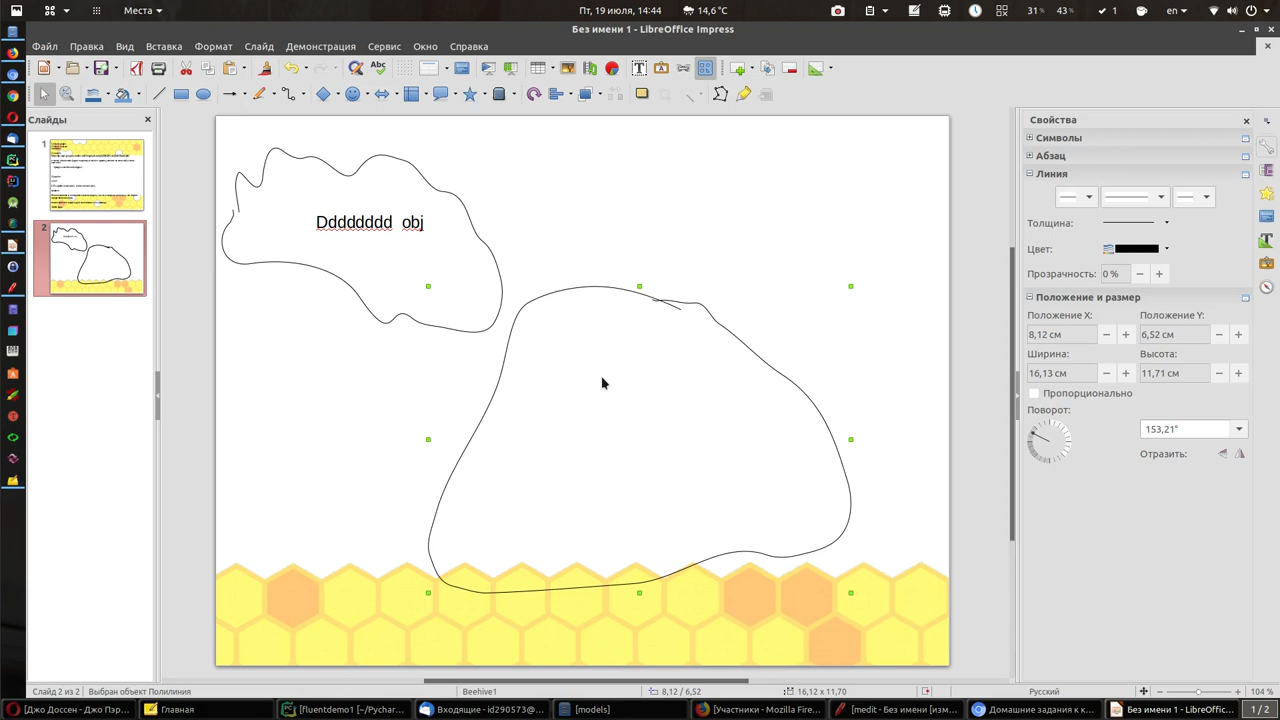 Места
Пт, 19 июля, 14:44
14,6°C
31%
43%
1
en
Без имени 1 - LibreOffice Impress
Файл Правка Вид Вставка Формат Слайд Демонстрация Сервис Окно Справка
Слайды
1
2
Dddddddd obj
Свойства
Символы
Абзац
Линия
Толщина:
Цвет:
Прозрачность: 0 %
Положение и размер
Положение X: Положение Y:
8,12 см 6,52 см
Ширина: Высота:
16,13 см 11,71 см
Пропорционально
Поворот:
153,21°
Отразить:
Слайд 2 из 2 Выбран объект Полилиния Beehive1 8,12 / 6,52 16,12 x 11,70 Русский 104 %
[Джо Доссен - Джо Пэр... Главная [fluentdemo1 [~/Pychar... Входящие - id290573@... [models] [Участники - Mozilla Fire... [medit - Без имени [изм... Домашние задания к к... Без имени 1 - LibreOffi... 1 / 2